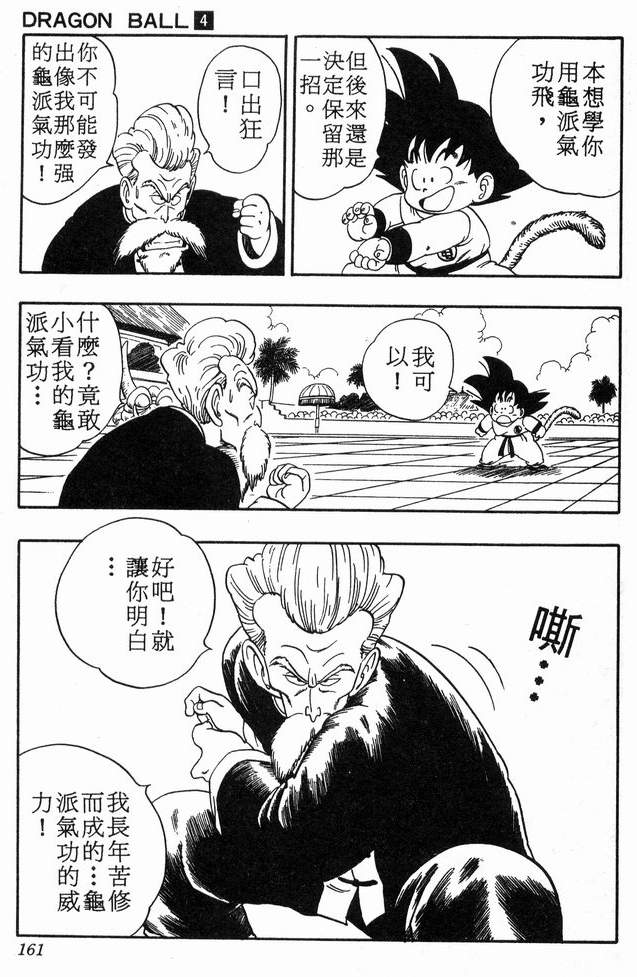 DRAGON BALL 4
本想學你
用龜派氣
功飛，
但後來還是
決定保留那
一招。
口出狂
言！
你不可能發
出像我那麼强
的龜派氣功！
我可
以！
什麼？竟敢
小看我的龜
派氣功…
嘶…
好吧！就
讓你明白
…
我長年苦修
而成的…龜
派氣功的威
力！
161